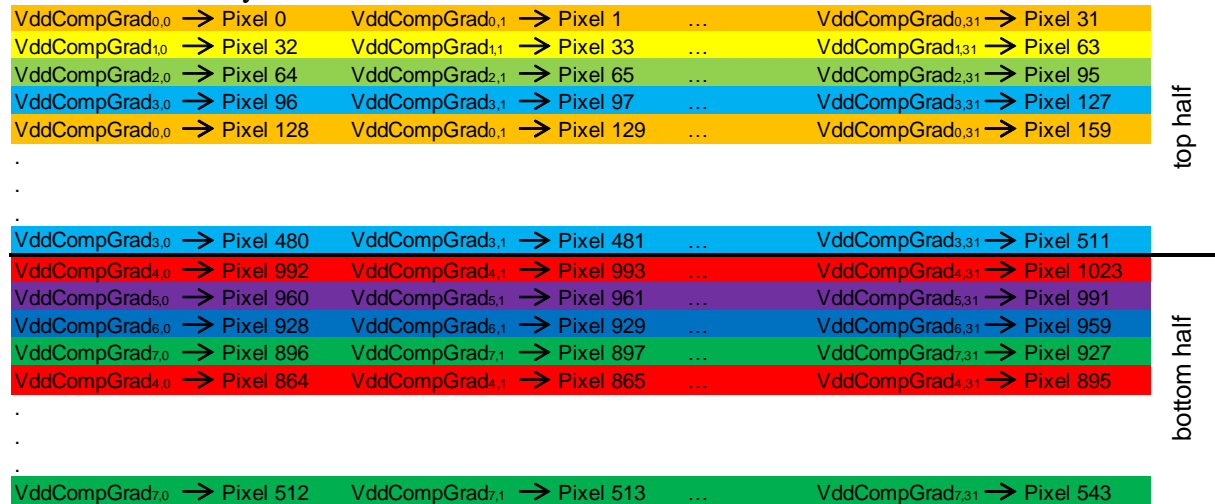 VddCompGrad0,0 → Pixel 0 VddCompGrad0,1 → Pixel 1 … VddCompGrad0,31 → Pixel 31
VddCompGrad1,0 → Pixel 32 VddCompGrad1,1 → Pixel 33 … VddCompGrad1,31 → Pixel 63
VddCompGrad2,0 → Pixel 64 VddCompGrad2,1 → Pixel 65 … VddCompGrad2,31 → Pixel 95
VddCompGrad3,0 → Pixel 96 VddCompGrad3,1 → Pixel 97 … VddCompGrad3,31 → Pixel 127
VddCompGrad0,0 → Pixel 128 VddCompGrad0,1 → Pixel 129 … VddCompGrad0,31 → Pixel 159
top half
.
.
.
VddCompGrad3,0 → Pixel 480 VddCompGrad3,1 → Pixel 481 … VddCompGrad3,31 → Pixel 511
VddCompGrad4,0 → Pixel 992 VddCompGrad4,1 → Pixel 993 … VddCompGrad4,31 → Pixel 1023
VddCompGrad5,0 → Pixel 960 VddCompGrad5,1 → Pixel 961 … VddCompGrad5,31 → Pixel 991
VddCompGrad6,0 → Pixel 928 VddCompGrad6,1 → Pixel 929 … VddCompGrad6,31 → Pixel 959
VddCompGrad7,0 → Pixel 896 VddCompGrad7,1 → Pixel 897 … VddCompGrad7,31 → Pixel 927
VddCompGrad4,0 → Pixel 864 VddCompGrad4,1 → Pixel 865 … VddCompGrad4,31 → Pixel 895
bottom half
.
.
.
VddCompGrad7,0 → Pixel 512 VddCompGrad7,1 → Pixel 513 … VddCompGrad7,31 → Pixel 543